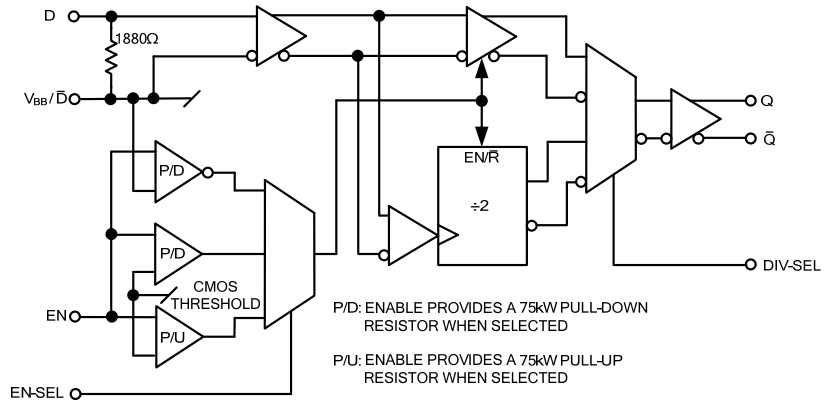 D
1880Ω
V_BB / D̅
P/D
P/D
CMOS
THRESHOLD
EN
P/U
EN-SEL
EN/R̅
÷2
Q
Q̅
DIV-SEL
P/D: ENABLE PROVIDES A 75kW PULL-DOWN
RESISTOR WHEN SELECTED
P/U: ENABLE PROVIDES A 75kW PULL-UP
RESISTOR WHEN SELECTED